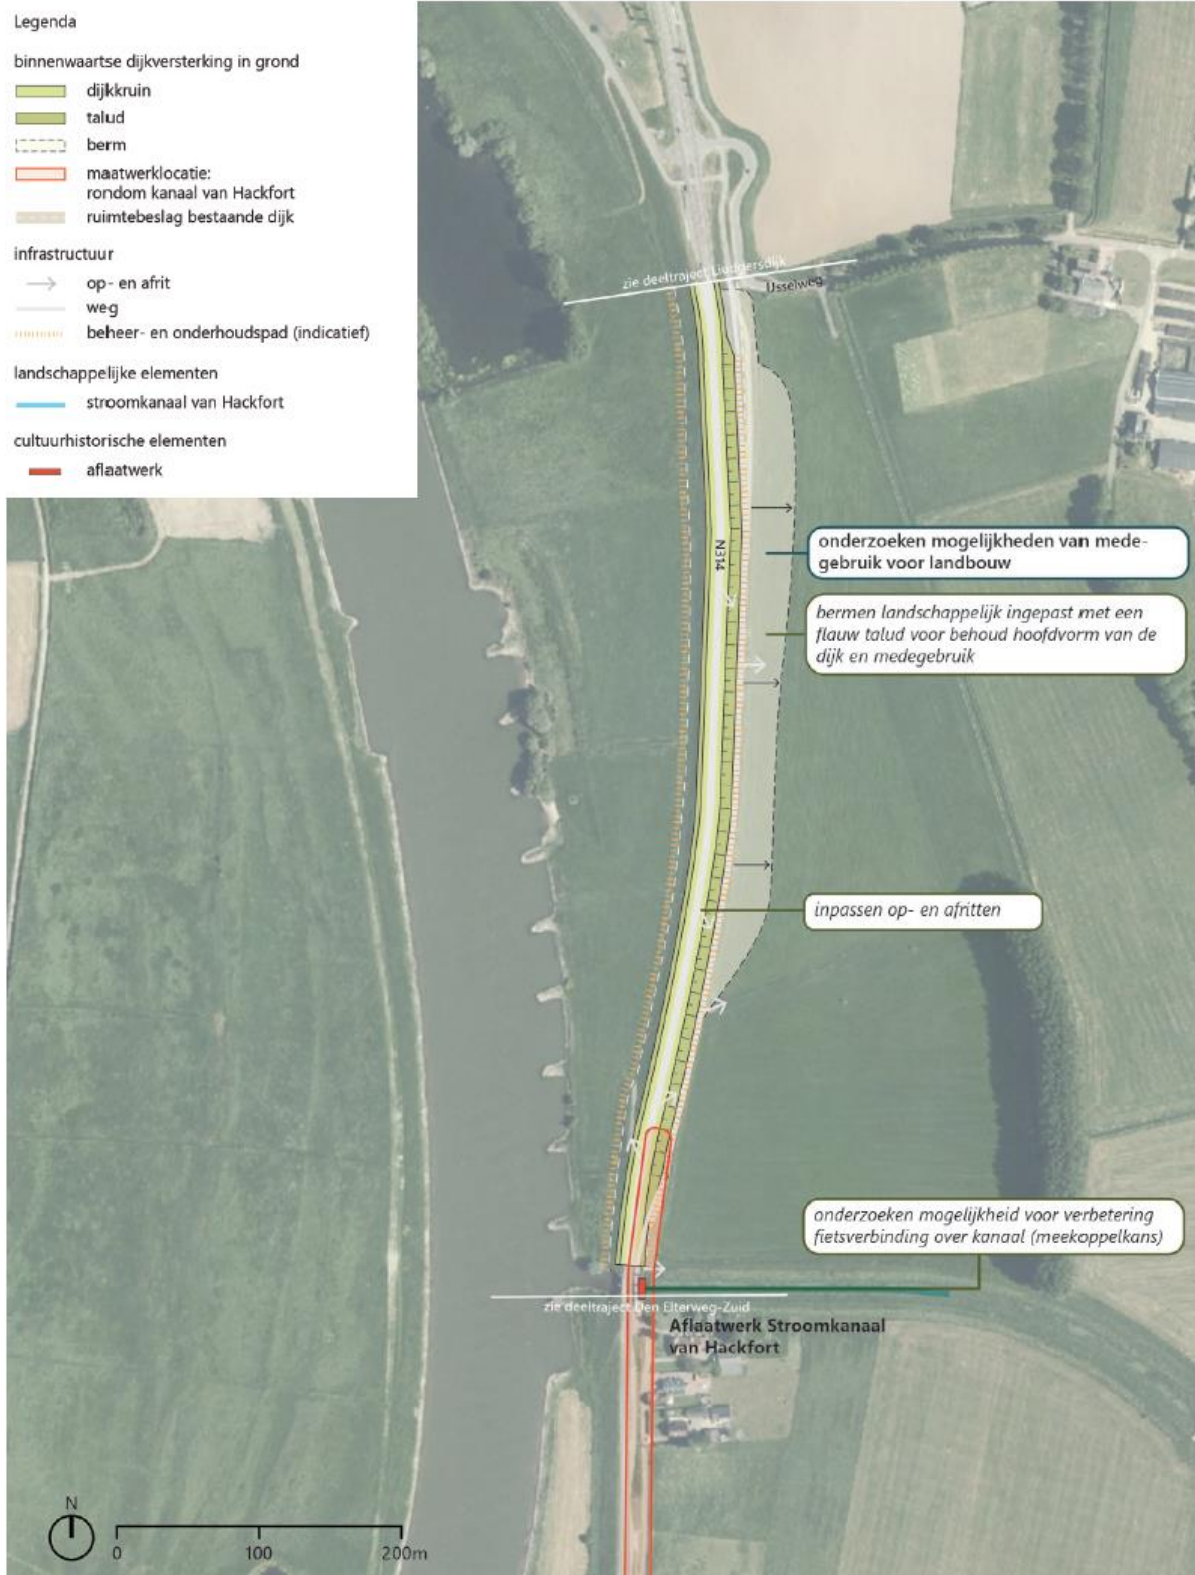 Legenda
binnenwaartse dijkversterking in grond
dijkkruin
talud
berm
maatwerklocatie:
rondom kanaal van Hackfort
ruimtebeslag bestaande dijk
infrastructuur
op- en afrit
weg
beheer- en onderhoudspad (indicatief)
landschappelijke elementen
stroomkanaal van Hackfort
cultuurhistorische elementen
aflaatwerk
zie deeltraject Liudgersdijk
IJsselweg
N314
onderzoeken mogelijkheden van mede-
gebruik voor landbouw
bermen landschappelijk ingepast met een
flauw talud voor behoud hoofdvorm van de
dijk en medegebruik
inpassen op- en afritten
onderzoeken mogelijkheid voor verbetering
fietsverbinding over kanaal (meekoppelkans)
zie deeltraject Den Elterweg-Zuid
Aflaatwerk Stroomkanaal
van Hackfort
N
0 100 200m